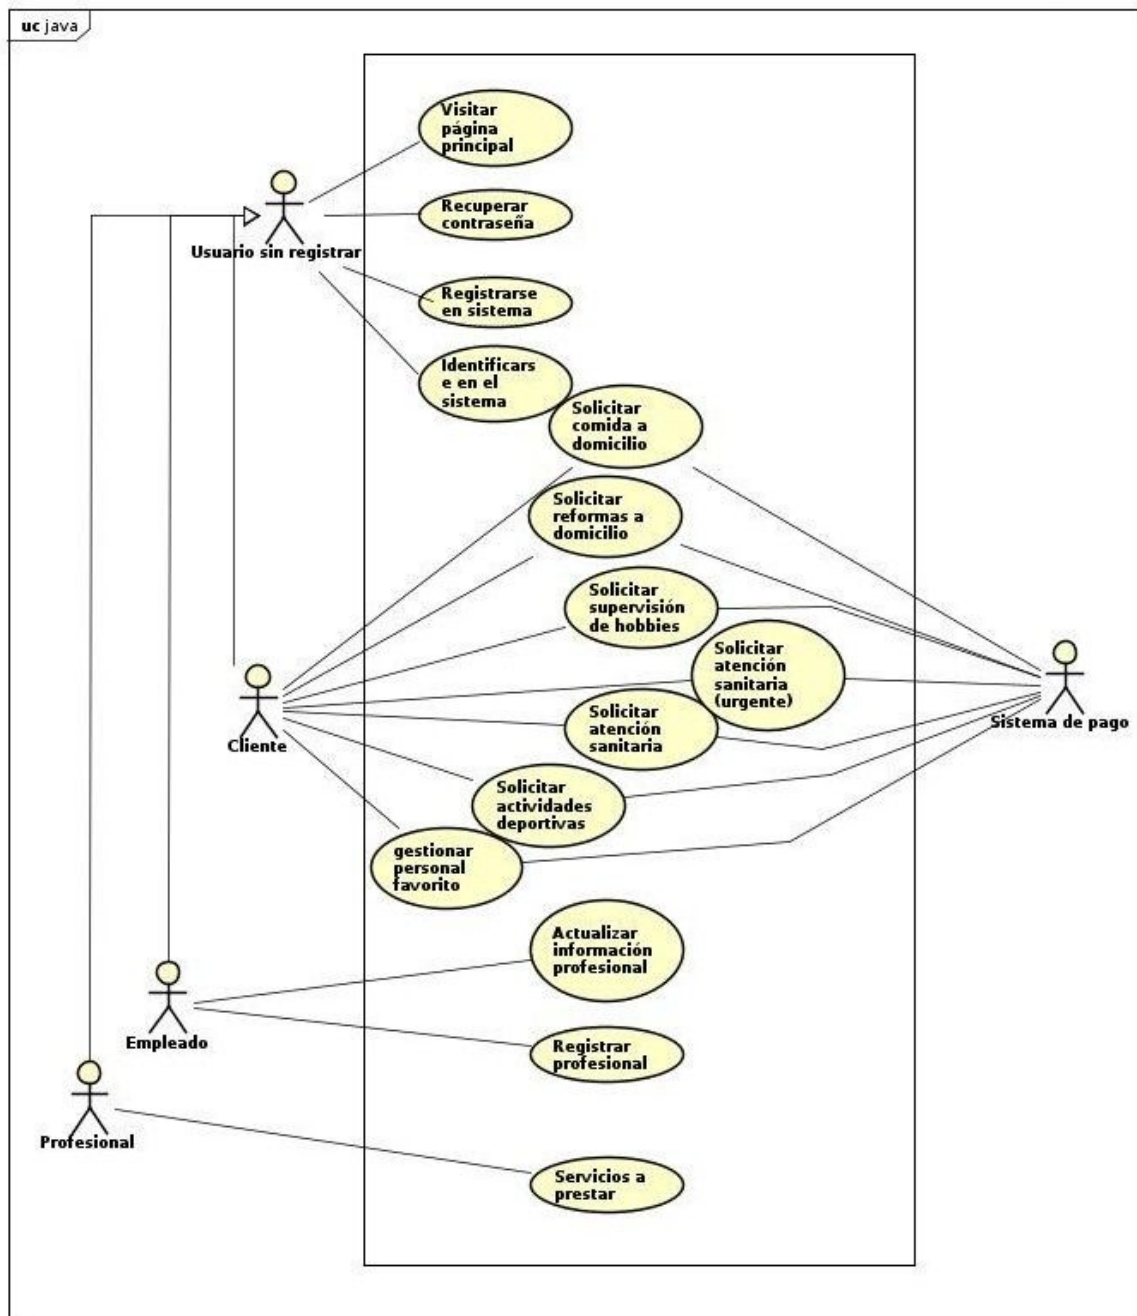 uc java
Visitar
página
principal
Recuperar
contraseña
Usuario sin registrar
Registrarse
en sistema
Identificars
e en el
sistema
Solicitar
comida a
domicilio
Solicitar
reformas a
domicilio
Solicitar
supervisión
de hobbies
Solicitar
atención
sanitaria
(urgente)
Sistema de pago
Cliente
Solicitar
atención
sanitaria
Solicitar
actividades
deportivas
gestionar
personal
favorito
Actualizar
información
profesional
Empleado
Registrar
profesional
Profesional
Servicios a
prestar